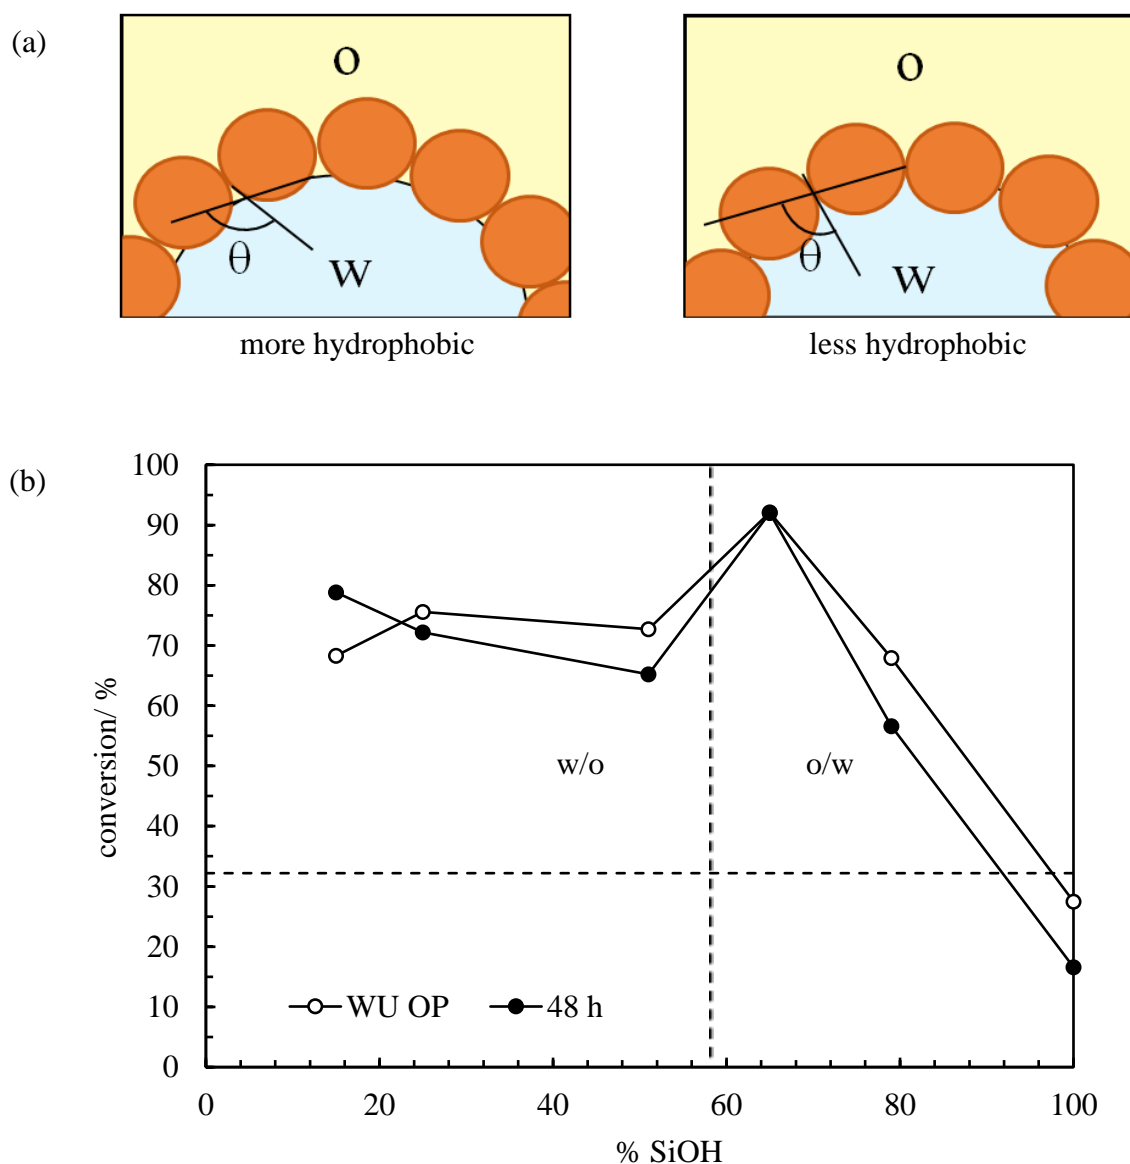 (a)
O
θ
W
more hydrophobic
O
θ
W
less hydrophobic
(b)
conversion/ %
100
90
80
70
60
50
40
30
20
10
0
w/o
o/w
WU OP
48 h
0
20
40
60
80
100
% SiOH